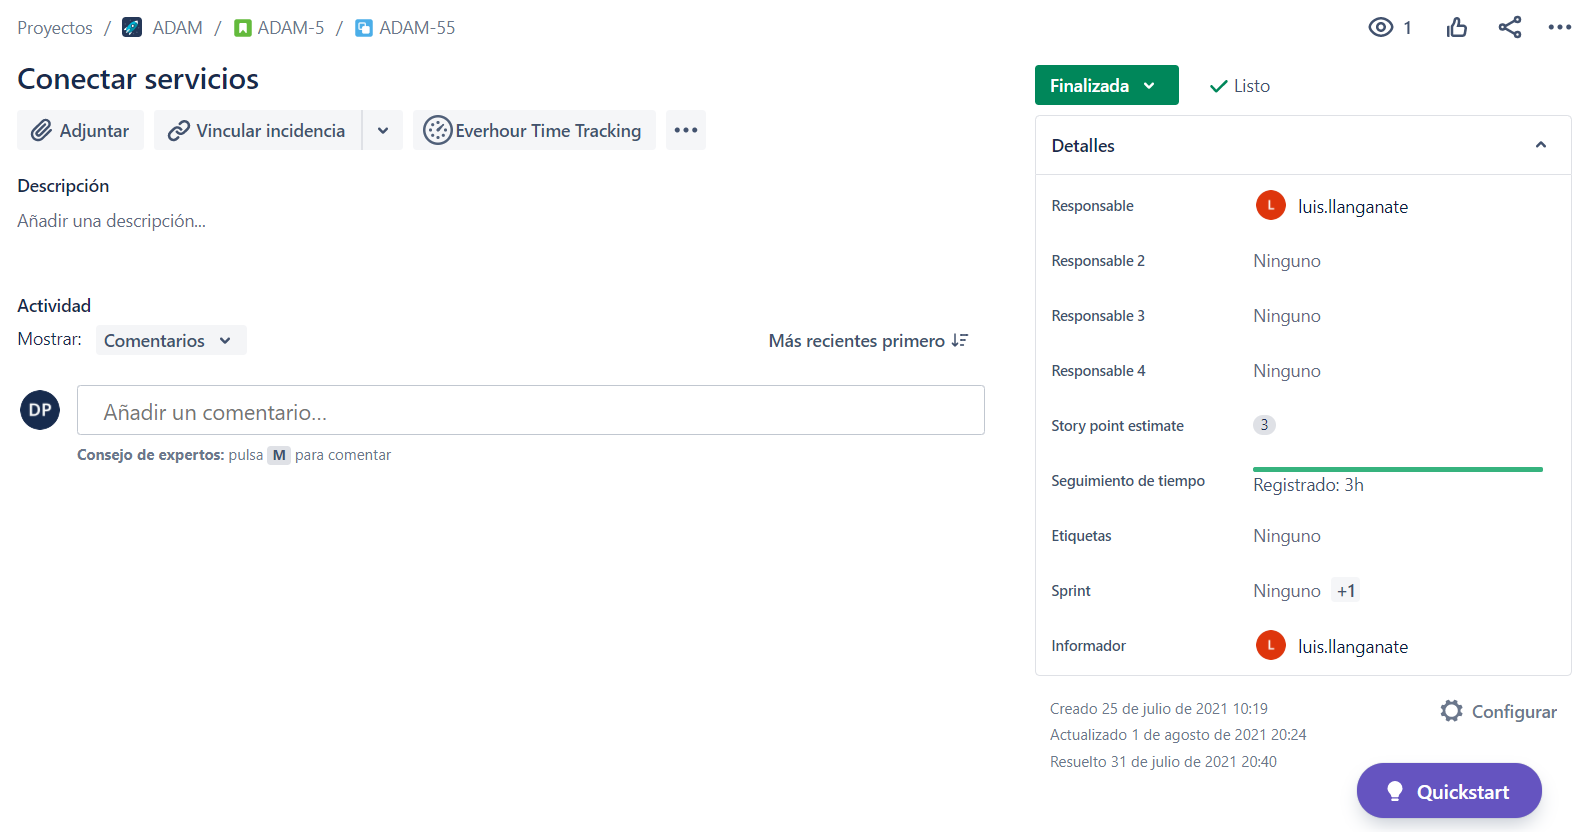 Proyectos / ADAM / ADAM-5 / ADAM-55
1
Conectar servicios
Finalizada
Listo
Adjuntar
Vincular incidencia
Everhour Time Tracking
Descripción
Añadir una descripción...
Actividad
Mostrar:
Comentarios
Más recientes primero
DP
Añadir un comentario...
Consejo de expertos: pulsa M para comentar
Detalles
Responsable
L luis.llanganate
Responsable 2
Ninguno
Responsable 3
Ninguno
Responsable 4
Ninguno
Story point estimate
3
Seguimiento de tiempo
Registrado: 3h
Etiquetas
Ninguno
Sprint
Ninguno +1
Informador
L luis.llanganate
Creado 25 de julio de 2021 10:19
Actualizado 1 de agosto de 2021 20:24
Resuelto 31 de julio de 2021 20:40
Configurar
Quickstart